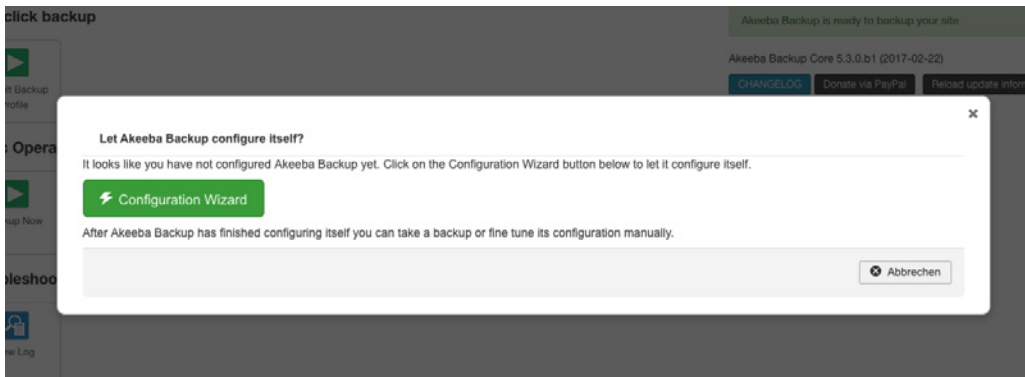 click backup
Akeeba Backup is ready to backup your site
Akeeba Backup Core 5.3.0.b1 (2017-02-22)
CHANGELOG Donate via PayPal Reload update inform
Backup
rofile
Let Akeeba Backup configure itself?
Opera
It looks like you have not configured Akeeba Backup yet. Click on the Configuration Wizard button below to let it configure itself.
Configuration Wizard
kup Now
After Akeeba Backup has finished configuring itself you can take a backup or fine tune its configuration manually.
Abbrechen
bleshoo
ew Log